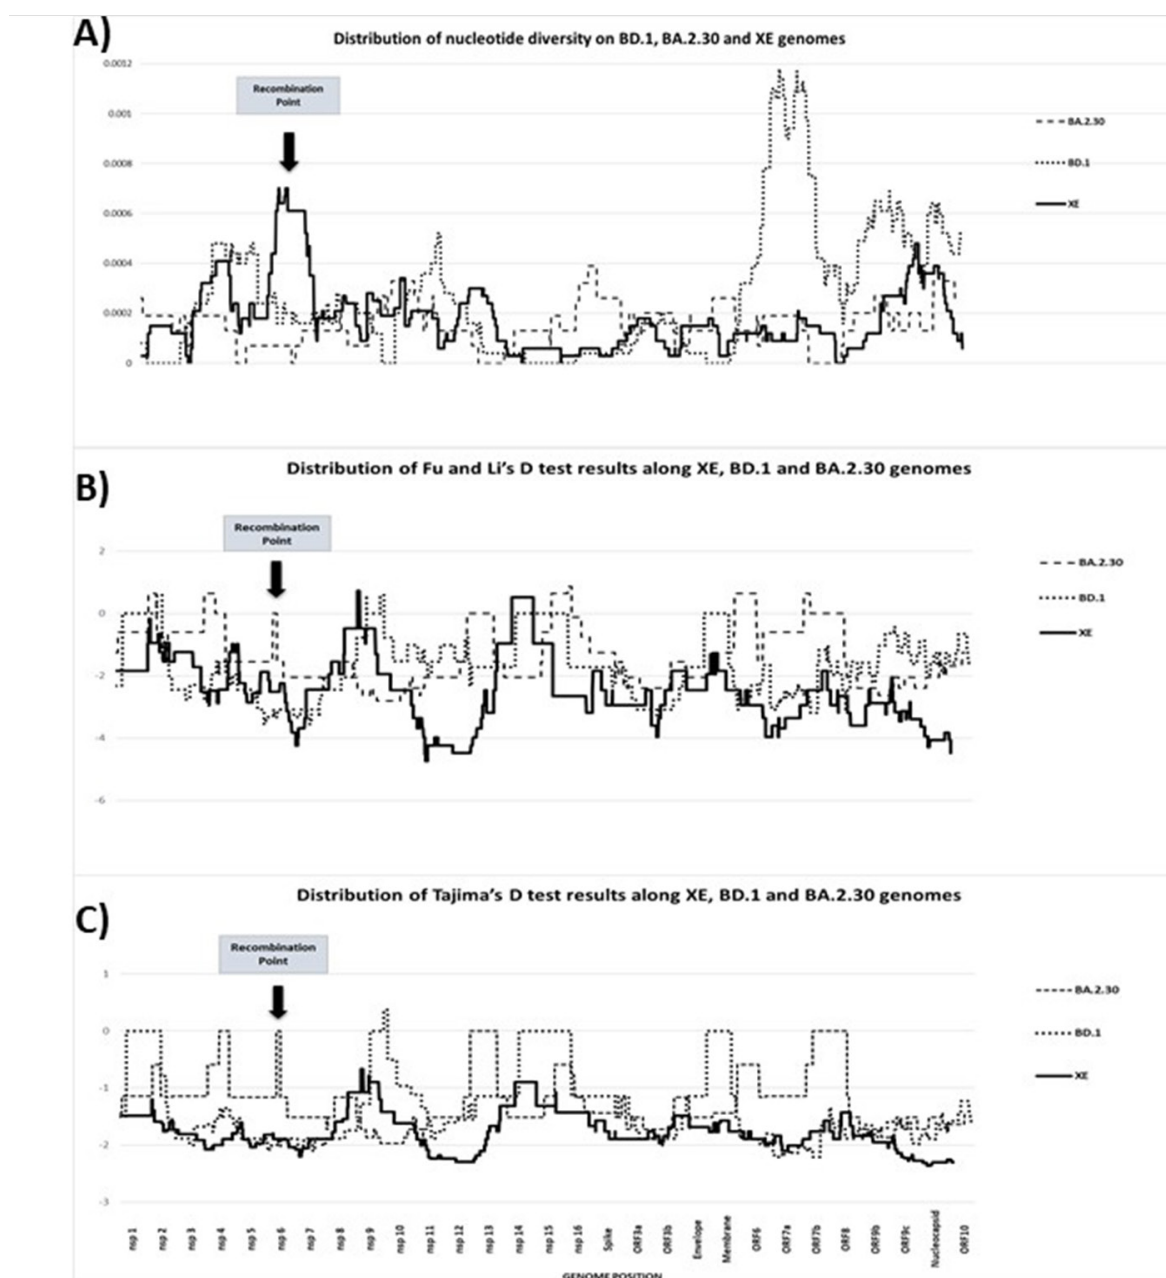 A)
Distribution of nucleotide diversity on BD.1, BA.2.30 and XE genomes
0.0012
Recombination
Point
0.001
BA.2.30
0.0008
BD.1
0.0006
XE
0.0004
0.0002
0
Distribution of Fu and Li's D test results along XE, BD.1 and BA.2.30 genomes
B)
Recombination
Point
2
BA.2.30
0
BD.1
XE
-2
-4
-6
Distribution of Tajima's D test results along XE, BD.1 and BA.2.30 genomes
C)
Recombination
Point
1
BA.2.30
0
BD.1
XE
-1
-2
-3
nsp 1
nsp 2
nsp 3
nsp 4
nsp 5
nsp 6
nsp 7
nsp 8
nsp 9
nsp 10
nsp 11
nsp 12
nsp 13
nsp 14
nsp 15
nsp 16
Spike
ORF3a
ORF3b
Envelope
Membrane
ORF6
ORF7a
ORF7b
ORF8
ORF9b
ORF9c
Nucleocapsid
ORF10
GENOME POSITION